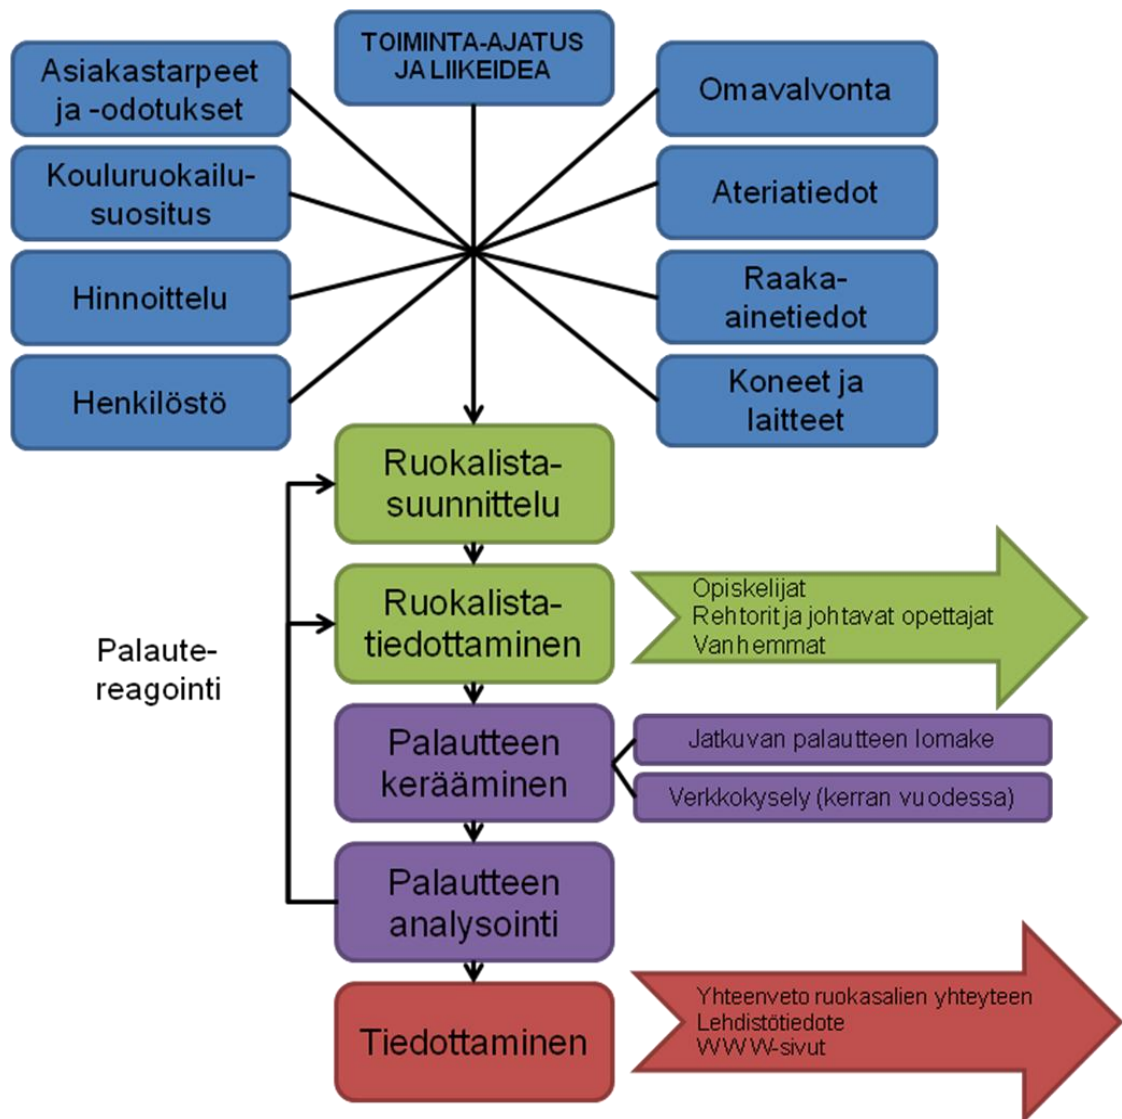 TOIMINTA-AJATUS
JA LIIKEIDEA
Asiakastarpeet
ja -odotukset
Kouluruokailu-
suositus
Hinnoittelu
Henkilöstö
Omavalvonta
Ateriatiedot
Raaka-
ainetiedot
Koneet ja
laitteet
Ruokalista-
suunnittelu
Ruokalista-
tiedottaminen
Opiskelijat
Rehtorit ja johtavat opettajat
Vanhemmat
Palaute-
reagointi
Palautteen
kerääminen
Jatkuvan palautteen lomake
Verkkokysely (kerran vuodessa)
Palautteen
analysointi
Tiedottaminen
Yhteenveto ruokasalien yhteyteen
Lehdistötiedote
WWW-sivut